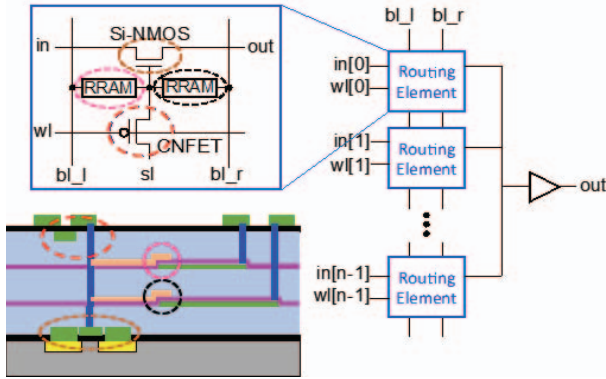 Si-NMOS
in
out
RRAM
RRAM
wl
CNFET
bl_l
sl
bl_r
bl_l
bl_r
in[0]
wl[0]
Routing
Element
in[1]
wl[1]
Routing
Element
in[n-1]
wl[n-1]
Routing
Element
out